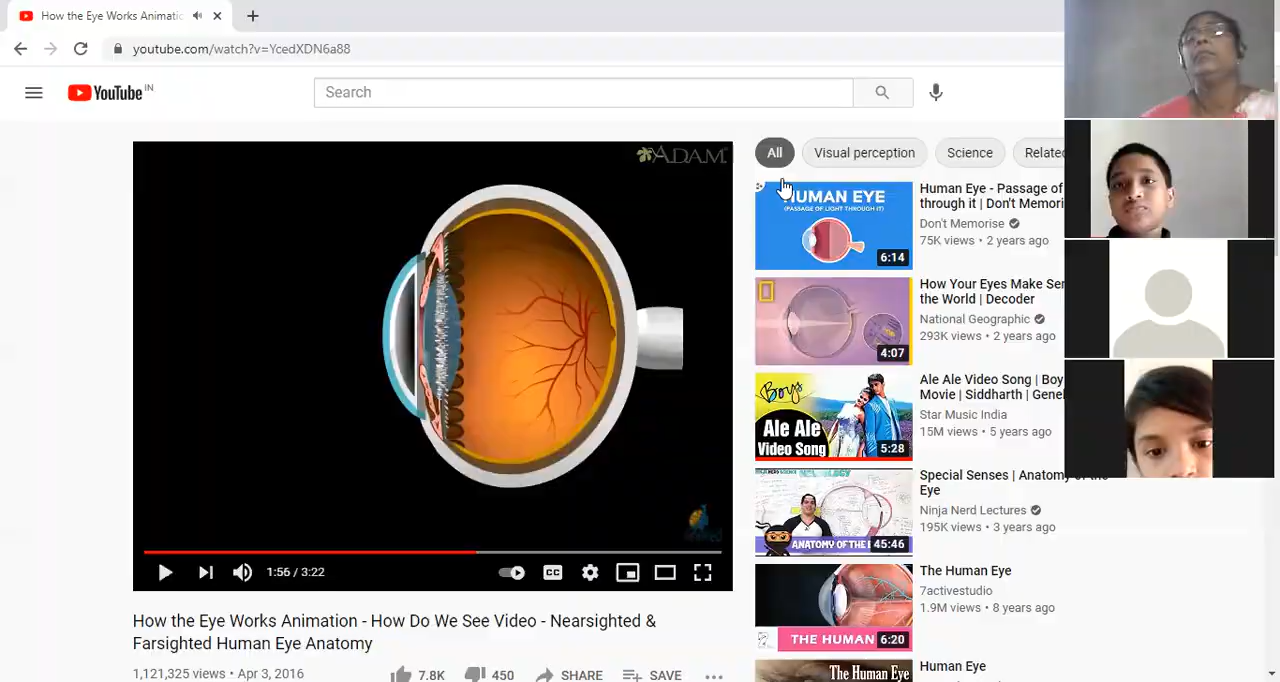 How the Eye Works Animatic
youtube.com/watch?v=YcedXDN6a88
YouTube IN
Search
ADAM
1:56 / 3:22
CC
How the Eye Works Animation - How Do We See Video - Nearsighted &
Farsighted Human Eye Anatomy
1,121,325 views • Apr 3, 2016
7.8K
450
SHARE
SAVE
All
Visual perception
Science
Relate
HUMAN EYE
(PASSAGE OF LIGHT THROUGH IT)
6:14
Human Eye - Passage of
through it | Don't Memori
Don't Memorise
75K views • 2 years ago
4:07
How Your Eyes Make Se
the World | Decoder
National Geographic
293K views • 2 years ago
Boys
Ale Ale
Video Song
5:28
Ale Ale Video Song | Boy
Movie | Siddharth | Gene
Star Music India
15M views • 5 years ago
ANATOMY OF THE
45:46
Special Senses | Anatomy of the
Eye
Ninja Nerd Lectures
195K views • 3 years ago
THE HUMAN
6:20
The Human Eye
7activestudio
1.9M views • 8 years ago
The Human Eye
Human Eye